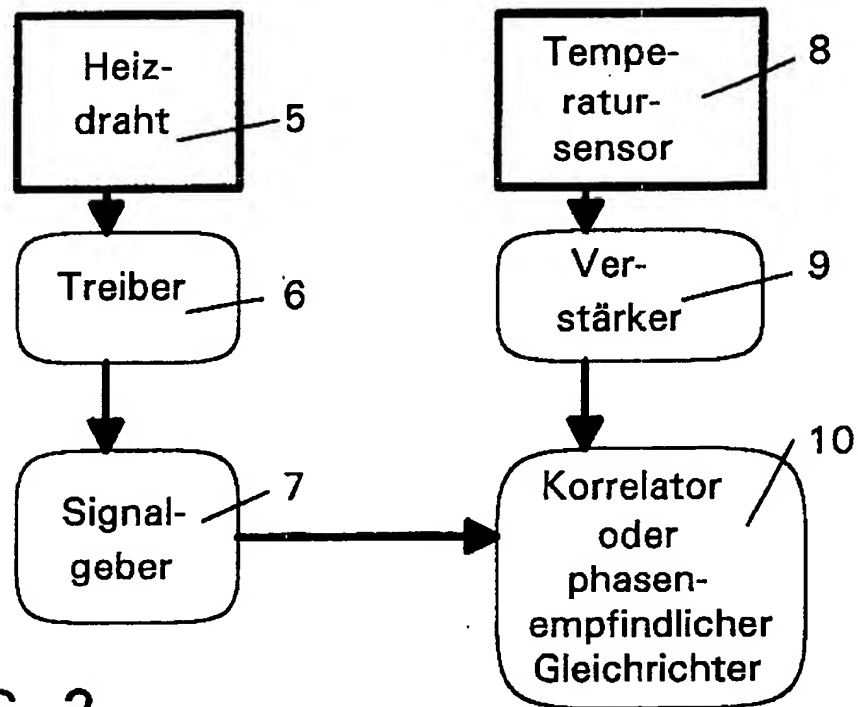 Heiz-
draht
5
Tempe-
ratur-
sensor
8
Treiber
6
Ver-
stärker
9
Signal-
geber
7
Korrelator
oder
phasen-
empfindlicher
Gleichrichter
10